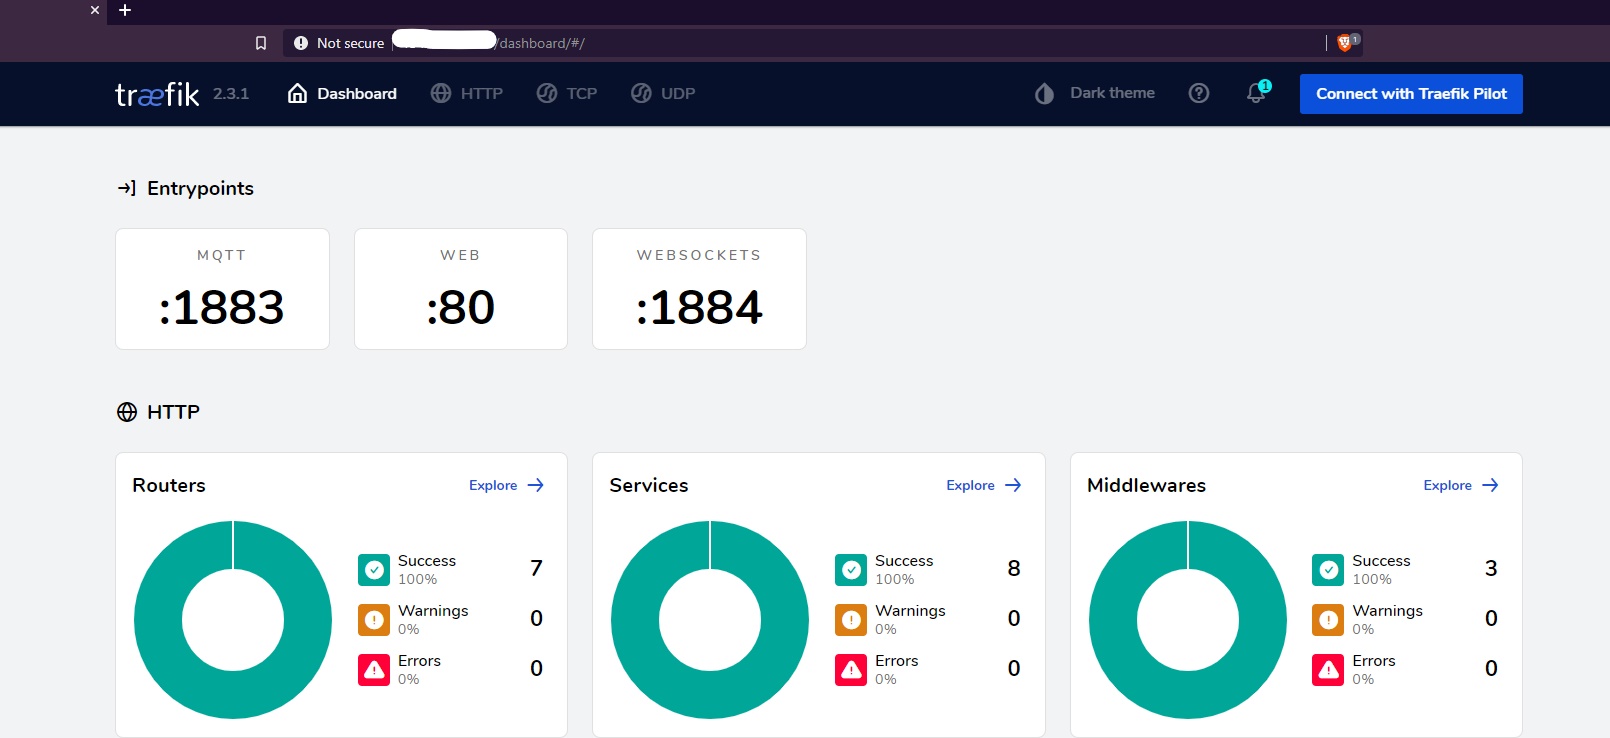 Not secure /dashboard/#/ 1
træfik 2.3.1 Dashboard HTTP TCP UDP Dark theme 1 Connect with Traefik Pilot
Entrypoints
MQTT WEB WEBSOCKETS
:1883 :80 :1884
HTTP
Routers Explore
Success 7
100%
Warnings 0
0%
Errors 0
0%
Services Explore
Success 8
100%
Warnings 0
0%
Errors 0
0%
Middlewares Explore
Success 3
100%
Warnings 0
0%
Errors 0
0%